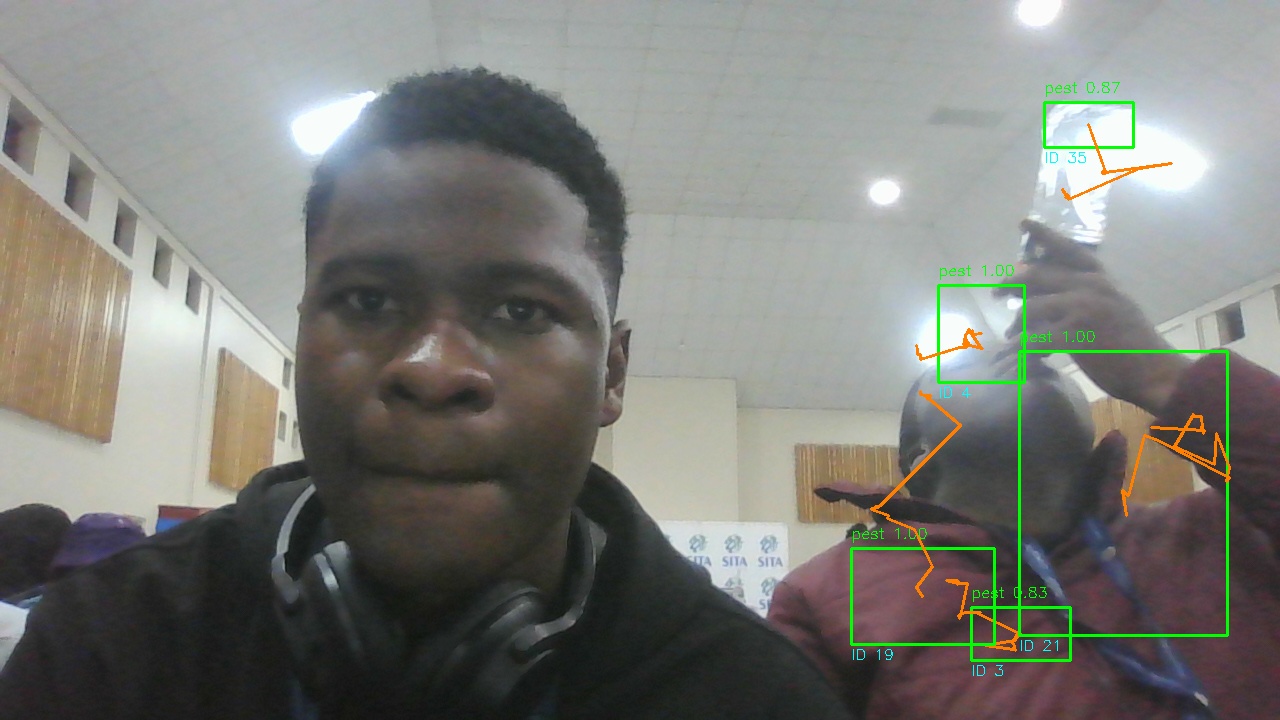 pest 0.87
ID 35
pest 1.00
pest 1.00
ID 4
pest 1.00
SITA SITA
pest 0.83
ID 21
ID 19
ID 3